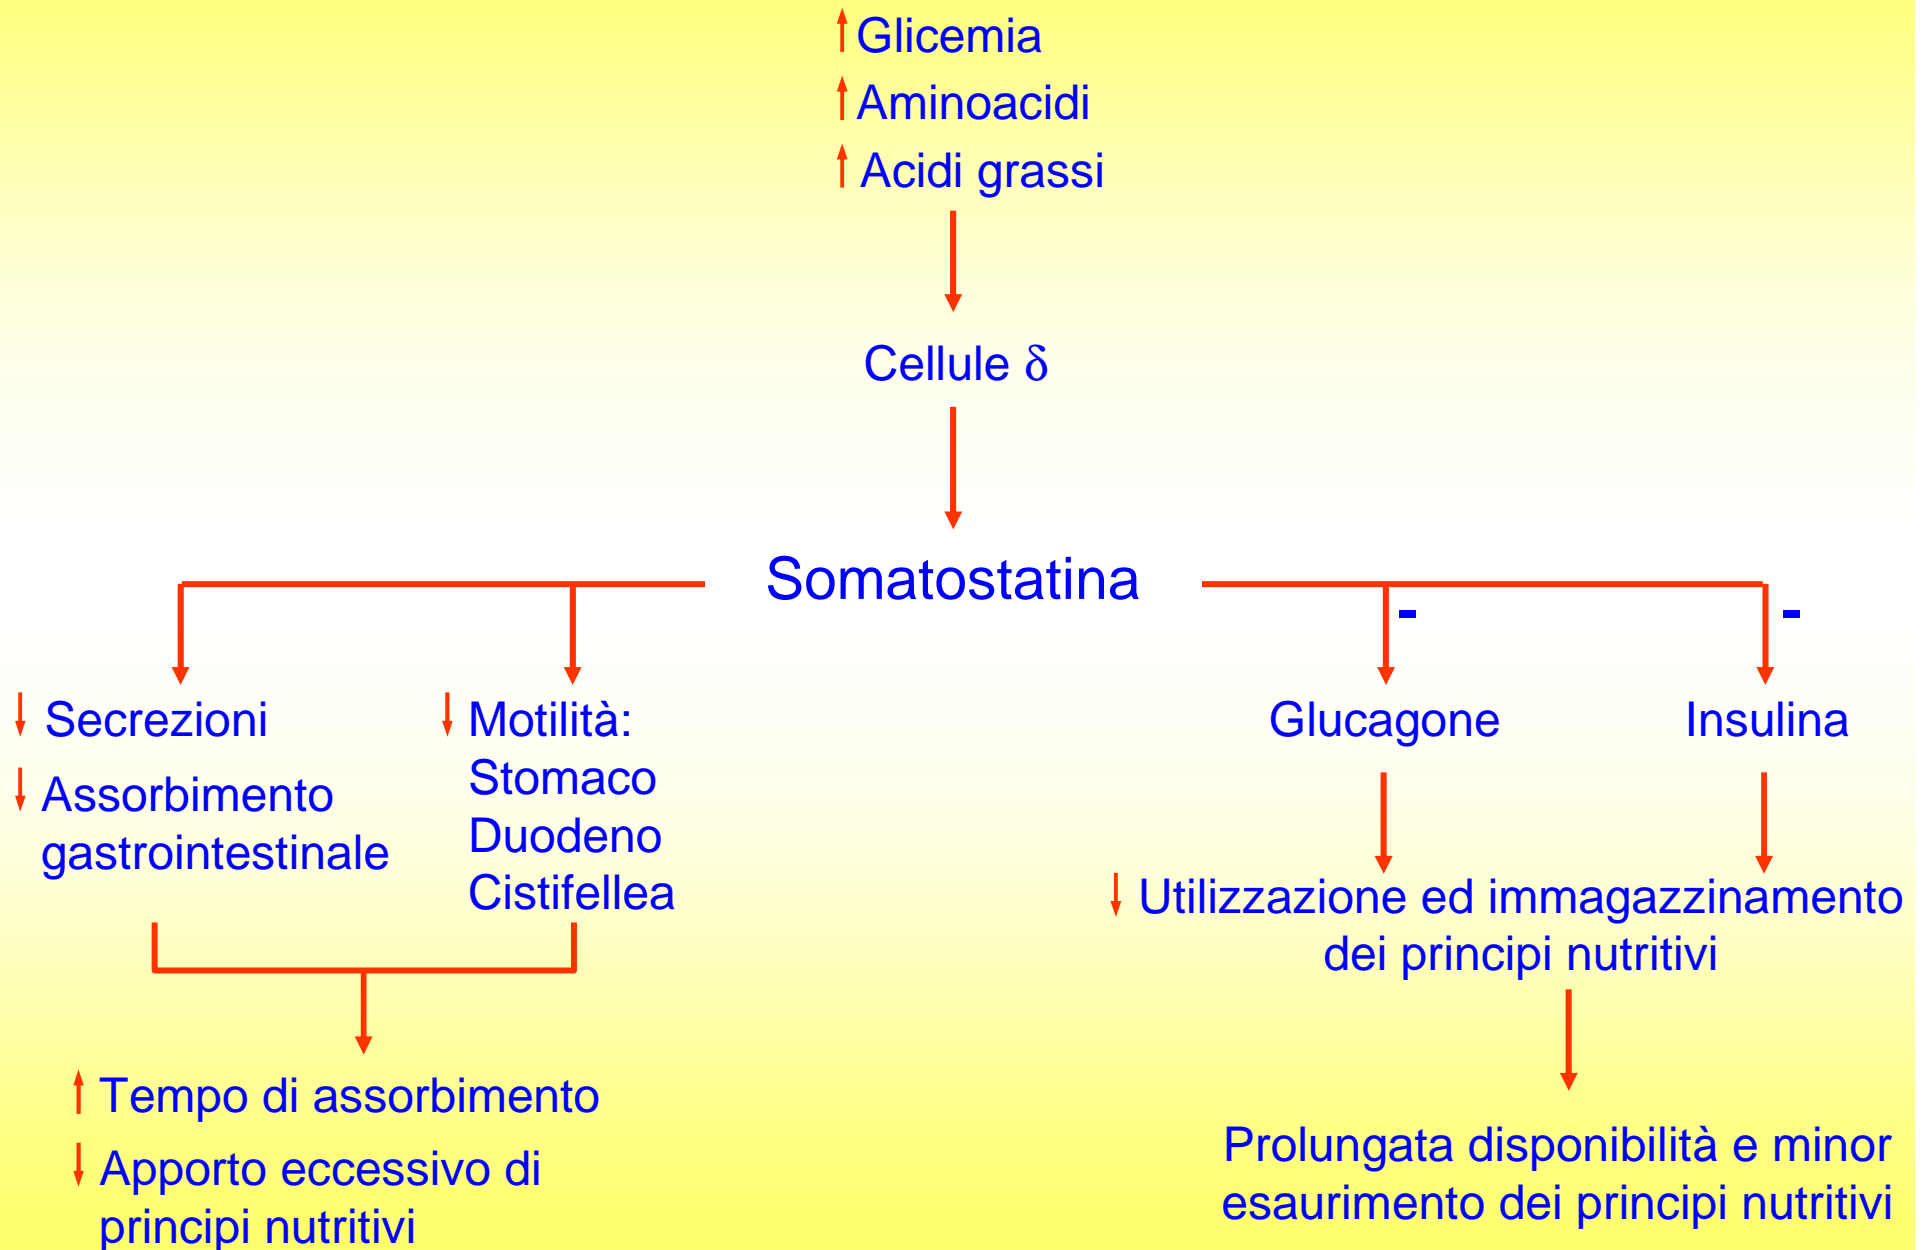 Glicemia
Aminoacidi
Acidi grassi
Cellule δ
Somatostatina
-
-
Secrezioni
Assorbimento
gastrointestinale
Motilità:
Stomaco
Duodeno
Cistifellea
Glucagone
Insulina
Utilizzazione ed immagazzinamento
dei principi nutritivi
Tempo di assorbimento
Apporto eccessivo di
principi nutritivi
Prolungata disponibilità e minor
esaurimento dei principi nutritivi